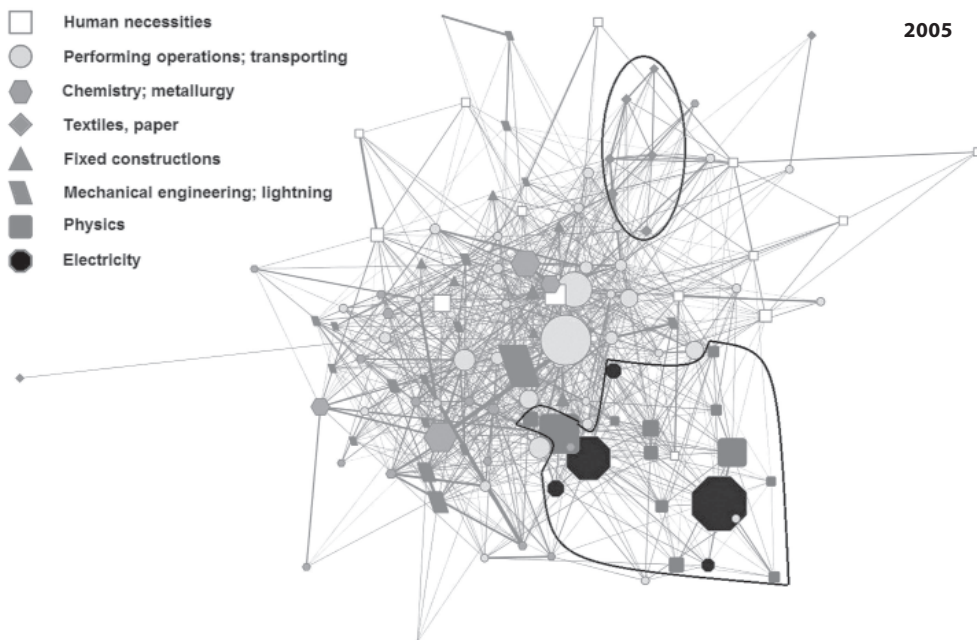 2005
Human necessities
Performing operations; transporting
Chemistry; metallurgy
Textiles, paper
Fixed constructions
Mechanical engineering; lightning
Physics
Electricity